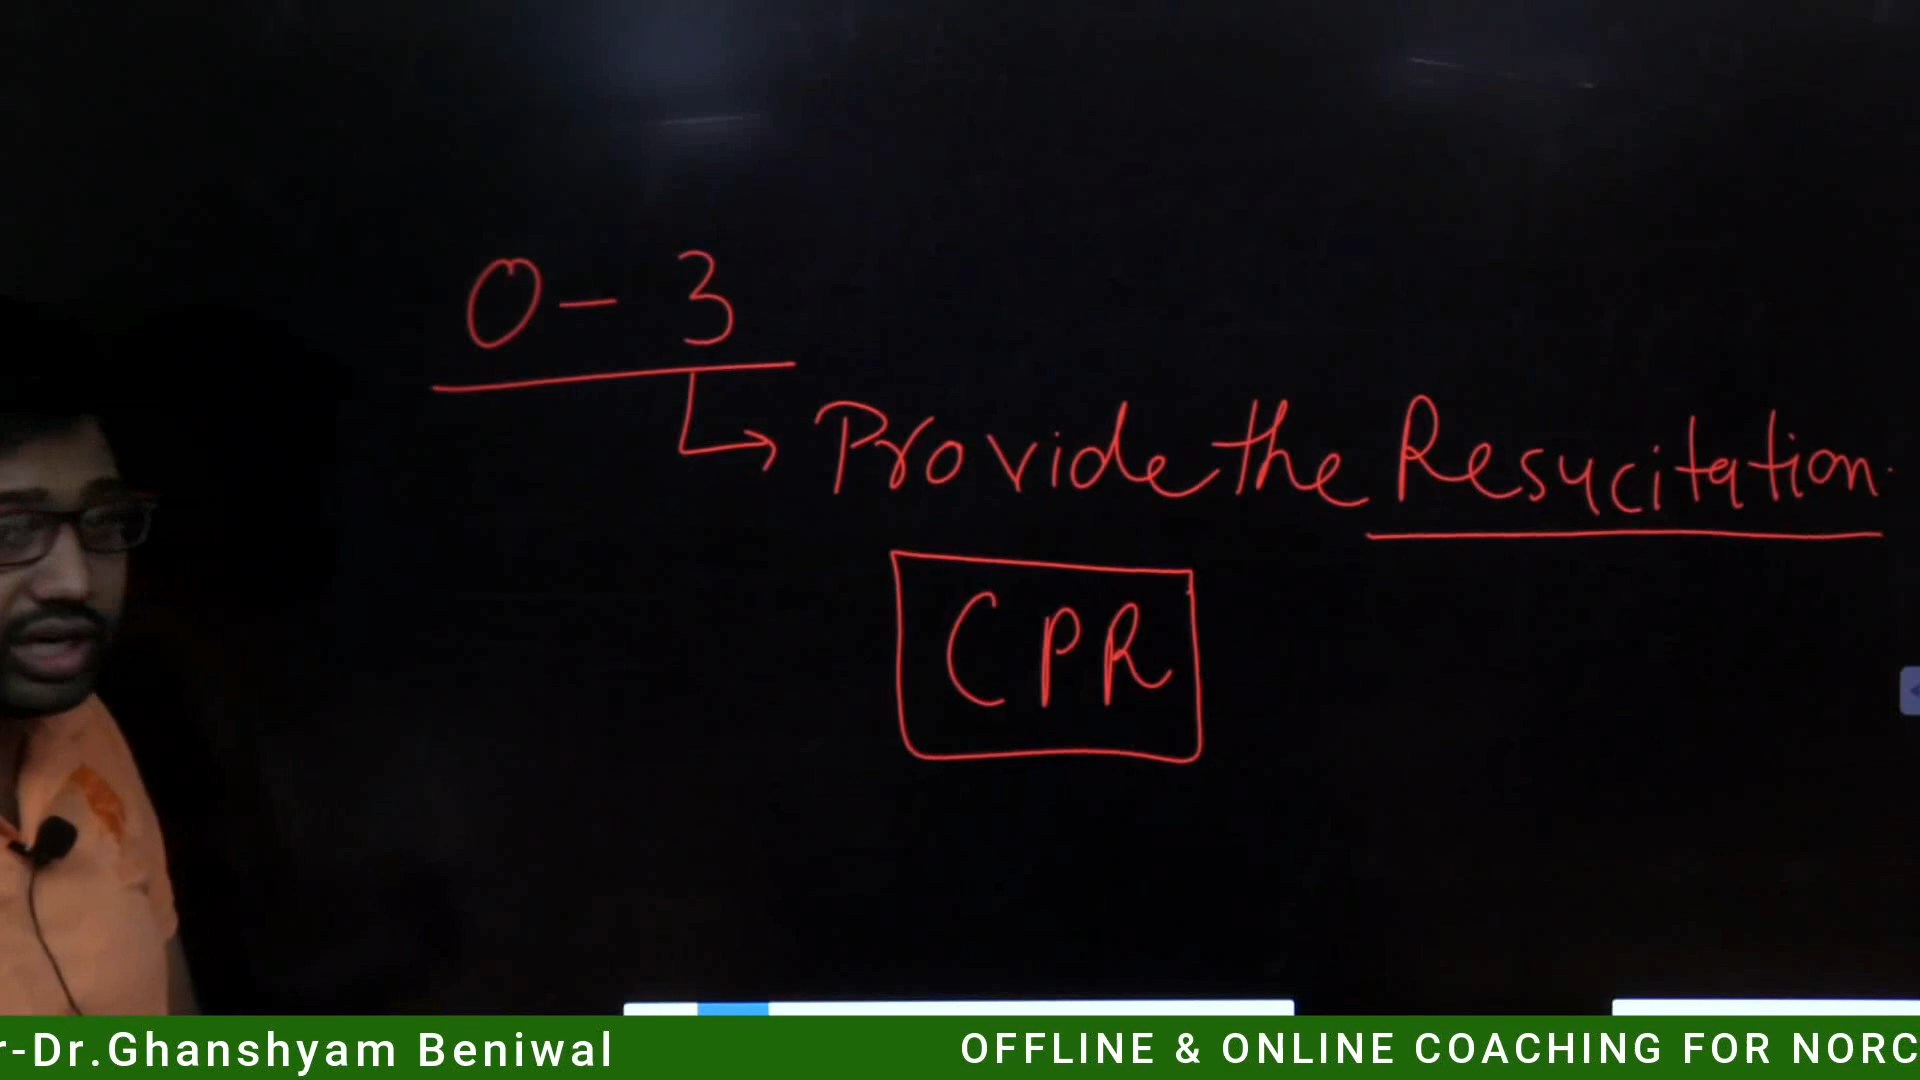 0 - 3
Provide the Resucitation.
CPR
r-Dr.Ghanshyam Beniwal
OFFLINE & ONLINE COACHING FOR NORC